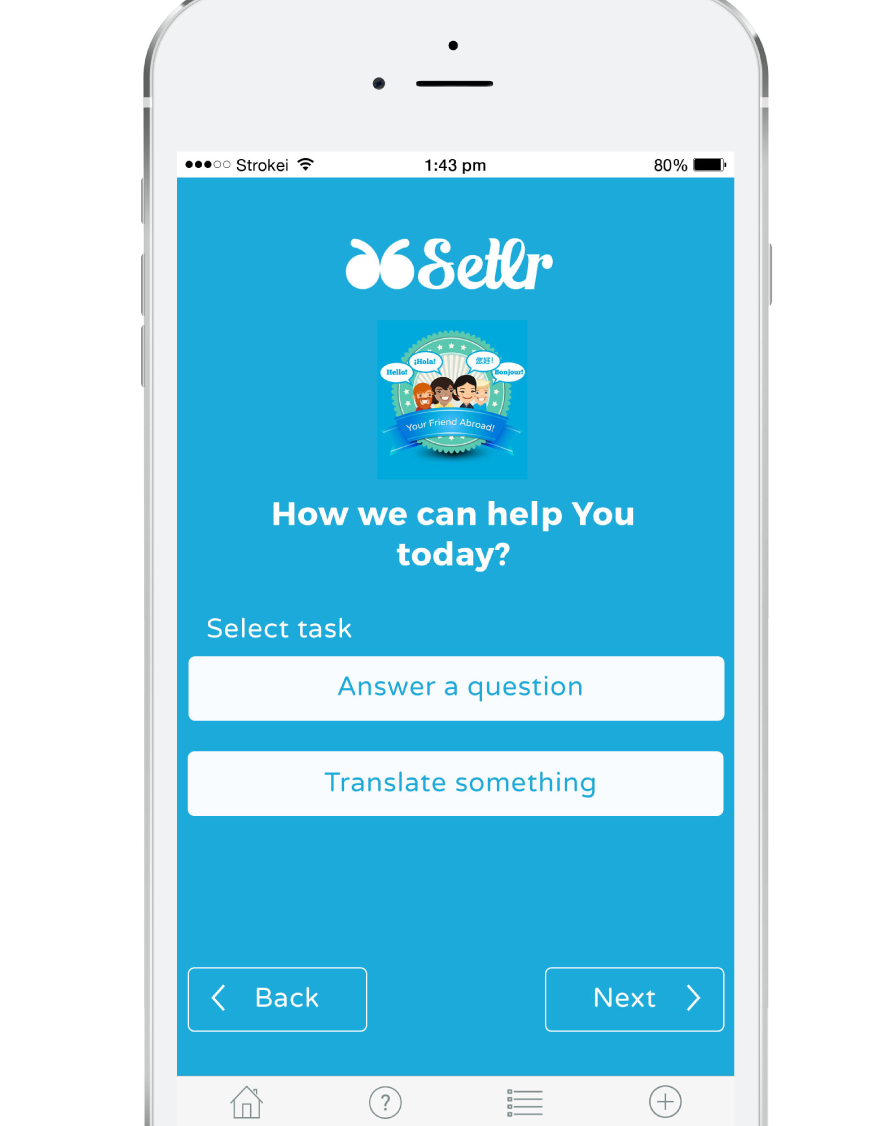 Strokei
1:43 pm
80%
Setlr
Hello!
¡Hola!
您好!
Bonjour!
Your Friend Abroad!
How we can help You
today?
Select task
Answer a question
Translate something
Back
Next
?